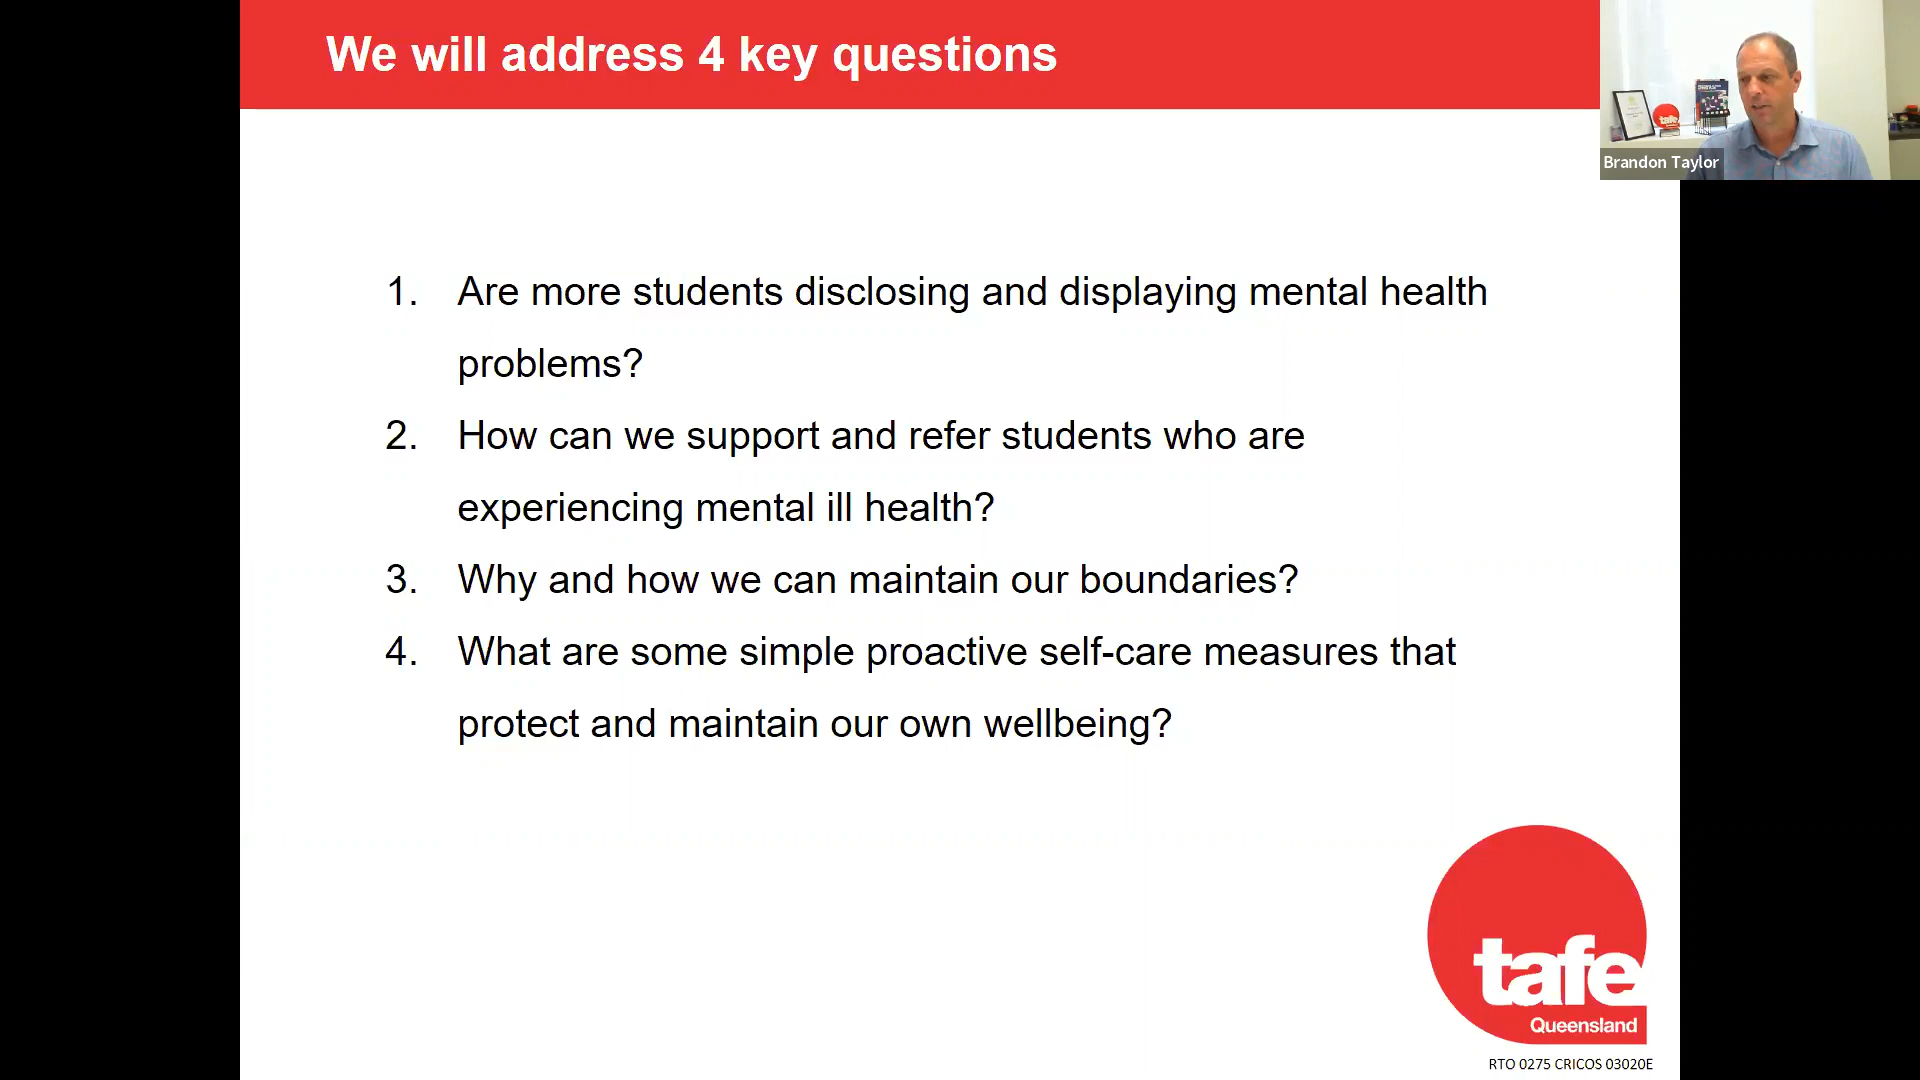 We will address 4 key questions
Brandon Taylor
1. Are more students disclosing and displaying mental health
problems?
2. How can we support and refer students who are
experiencing mental ill health?
3. Why and how we can maintain our boundaries?
4. What are some simple proactive self-care measures that
protect and maintain our own wellbeing?
tafe
tafe
Queensland
RTO 0275 CRICOS 03020E